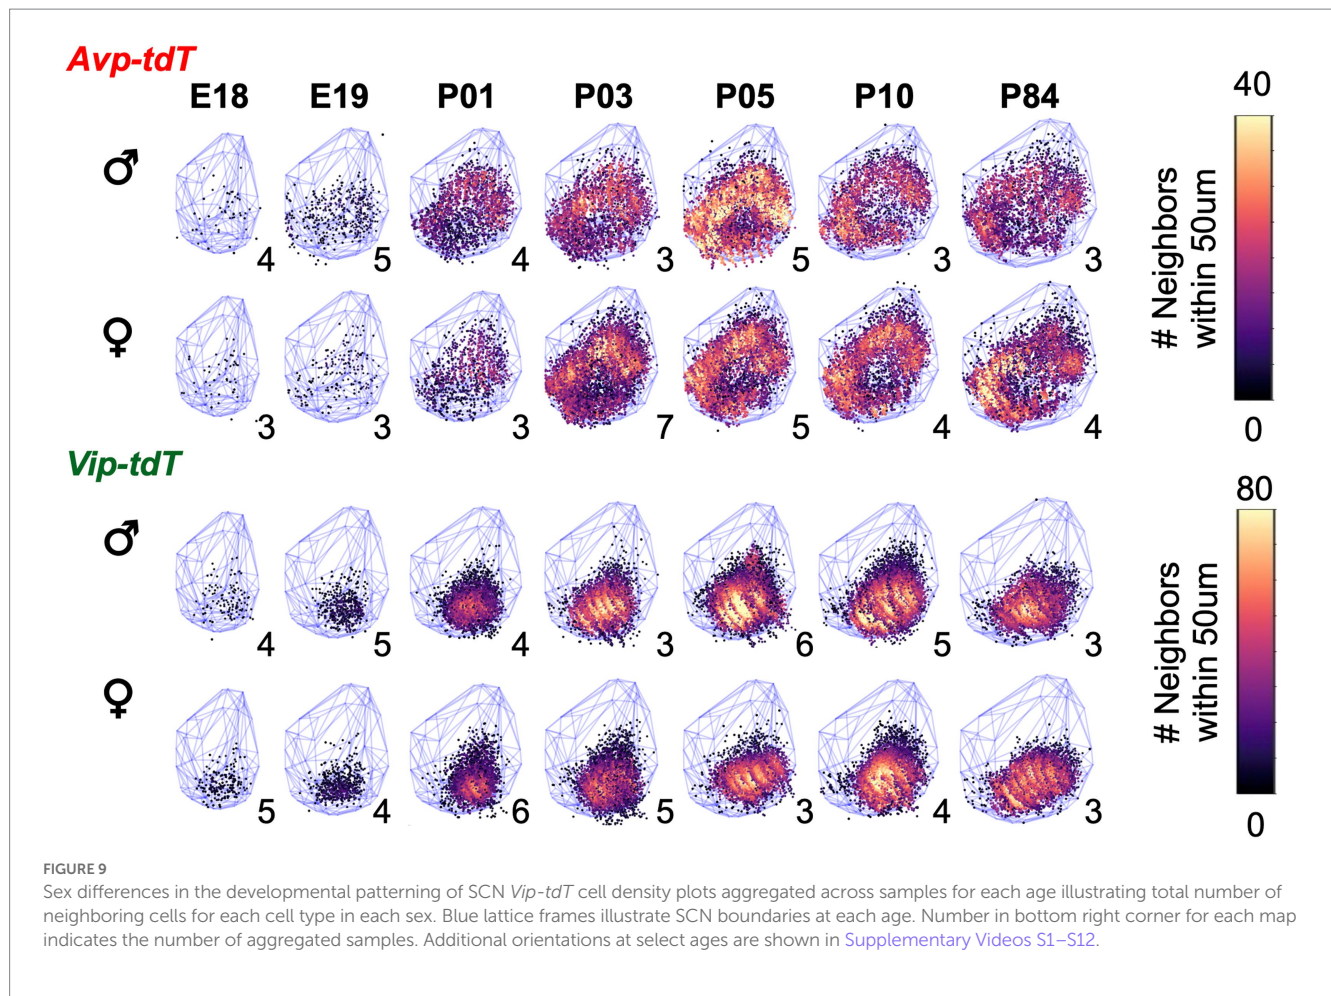 Avp-tdT
E18 E19 P01 P03 P05 P10 P84
40
♂
4 5 4 3 5 3 3
# Neighbors
within 50um
♀
3 3 3 7 5 4 4
0
Vip-tdT
80
♂
4 5 4 3 6 5 3
# Neighbors
within 50um
♀
5 4 6 5 3 4 3
0
FIGURE 9
Sex differences in the developmental patterning of SCN Vip-tdT cell density plots aggregated across samples for each age illustrating total number of
neighboring cells for each cell type in each sex. Blue lattice frames illustrate SCN boundaries at each age. Number in bottom right corner for each map
indicates the number of aggregated samples. Additional orientations at select ages are shown in Supplementary Videos S1–S12.